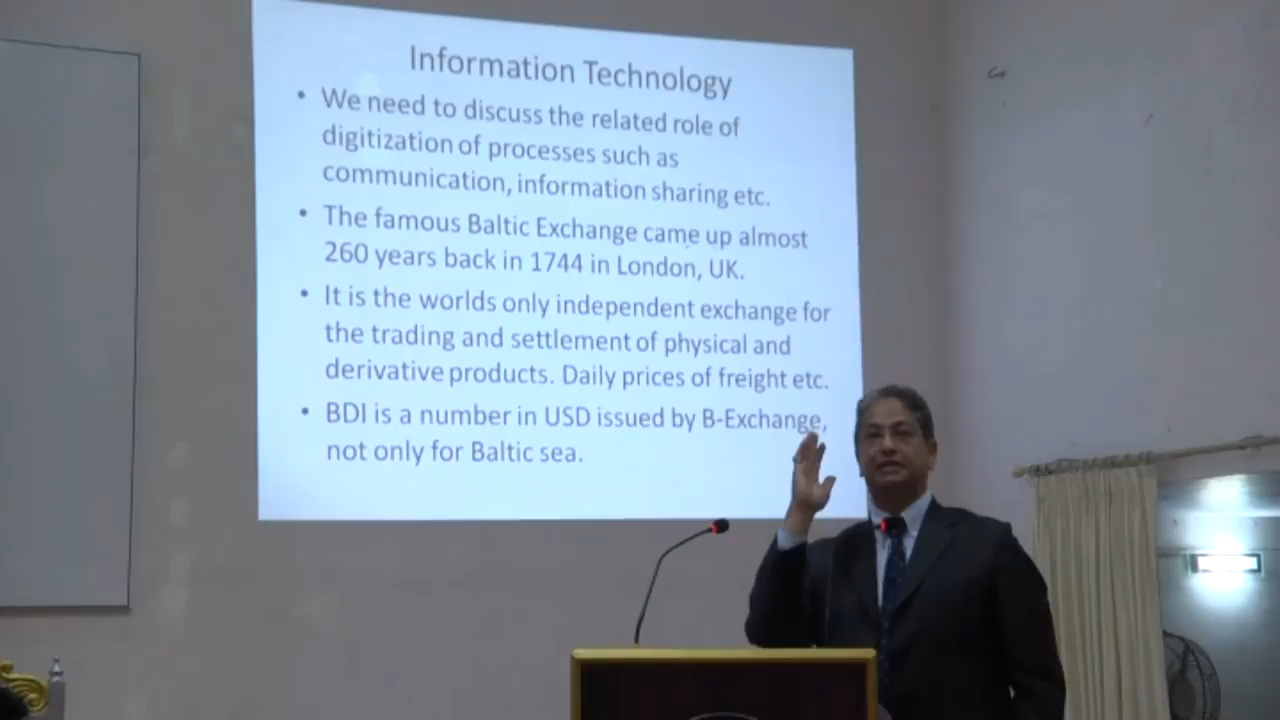 Information Technology
• We need to discuss the related role of
digitization of processes such as
communication, information sharing etc.
• The famous Baltic Exchange came up almost
260 years back in 1744 in London, UK.
• It is the worlds only independent exchange for
the trading and settlement of physical and
derivative products. Daily prices of freight etc.
• BDI is a number in USD issued by B-Exchange,
not only for Baltic sea.